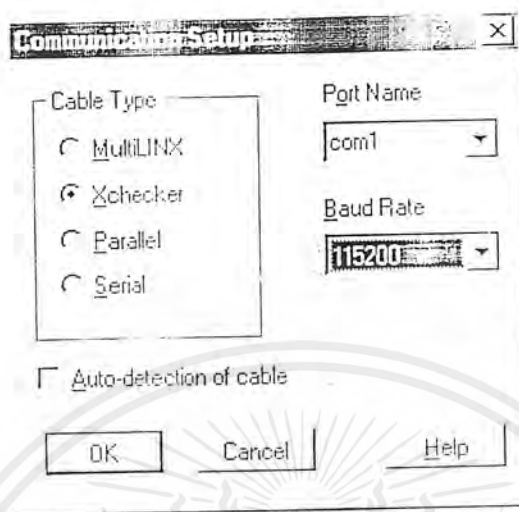 Communication Setup
Cable Type
MultiLINX
Xchecker
Parallel
Serial
Port Name
com1
Baud Rate
115200
Auto-detection of cable
OK
Cancel
Help